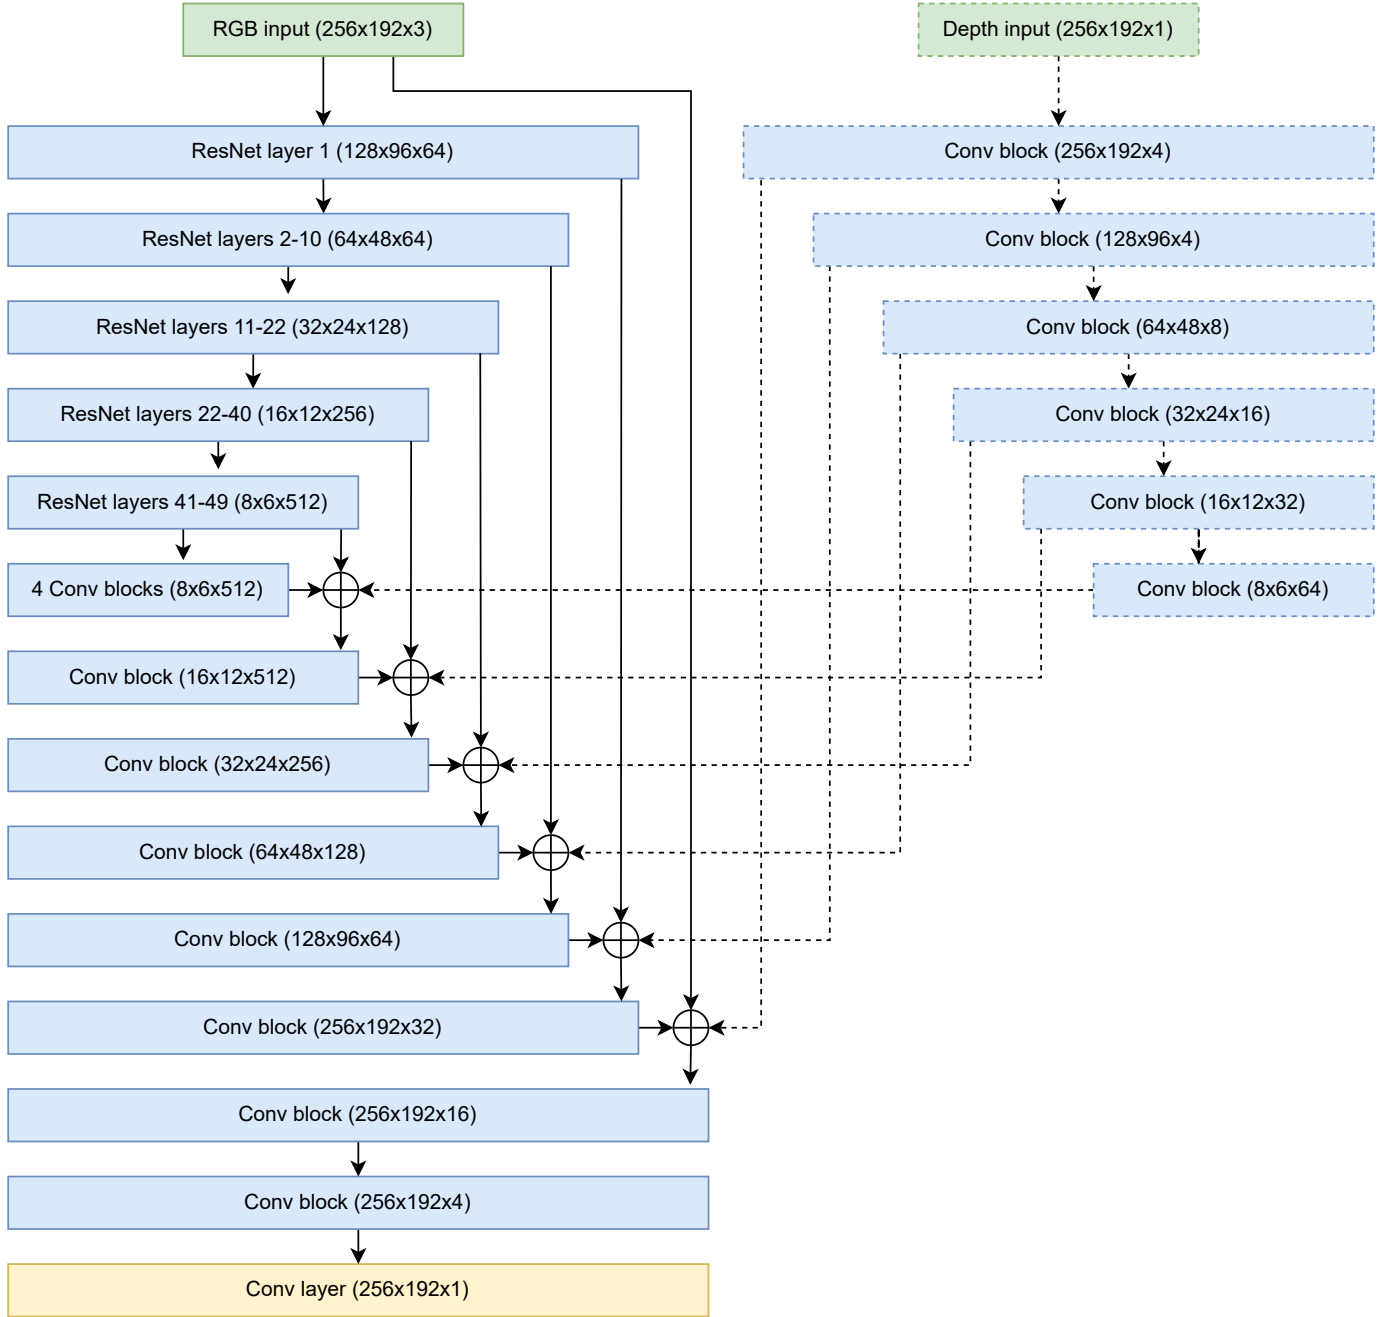 RGB input (256x192x3)
Depth input (256x192x1)
ResNet layer 1 (128x96x64)
Conv block (256x192x4)
ResNet layers 2-10 (64x48x64)
Conv block (128x96x4)
ResNet layers 11-22 (32x24x128)
Conv block (64x48x8)
ResNet layers 22-40 (16x12x256)
Conv block (32x24x16)
ResNet layers 41-49 (8x6x512)
Conv block (16x12x32)
4 Conv blocks (8x6x512)
Conv block (8x6x64)
Conv block (16x12x512)
Conv block (32x24x256)
Conv block (64x48x128)
Conv block (128x96x64)
Conv block (256x192x32)
Conv block (256x192x16)
Conv block (256x192x4)
Conv layer (256x192x1)